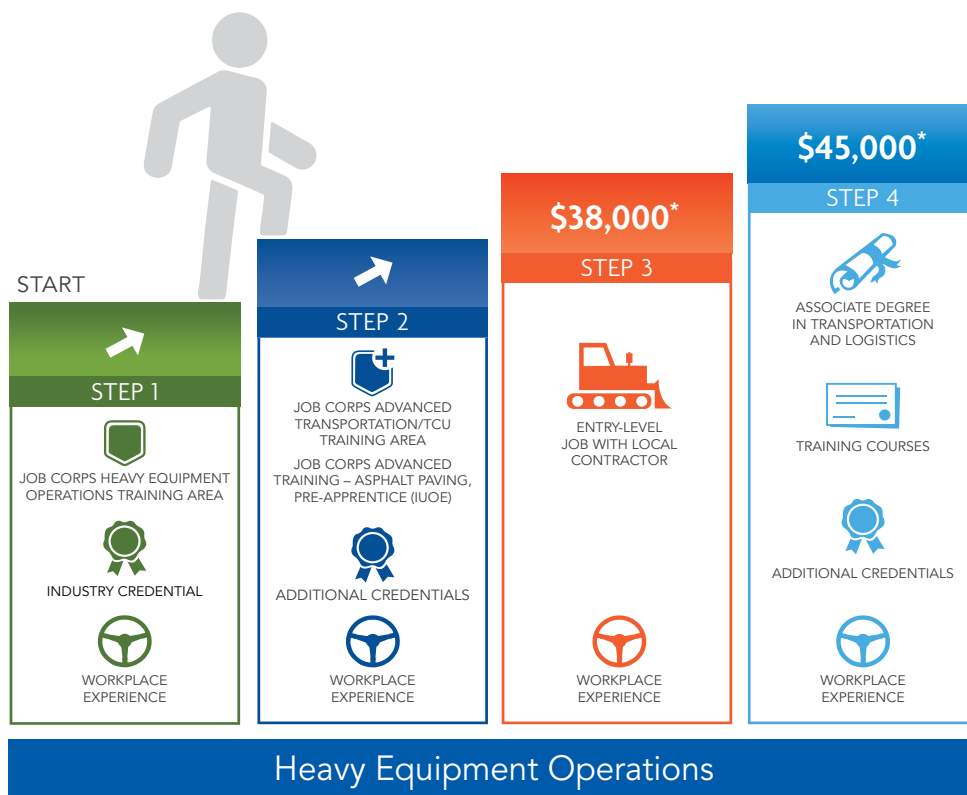 START
STEP 1
JOB CORPS HEAVY EQUIPMENT
OPERATIONS TRAINING AREA
INDUSTRY CREDENTIAL
WORKPLACE
EXPERIENCE
STEP 2
JOB CORPS ADVANCED
TRANSPORTATION/TCU
TRAINING AREA
JOB CORPS ADVANCED
TRAINING – ASPHALT PAVING,
PRE-APPRENTICE (IUOE)
ADDITIONAL CREDENTIALS
WORKPLACE
EXPERIENCE
$38,000*
STEP 3
ENTRY-LEVEL
JOB WITH LOCAL
CONTRACTOR
WORKPLACE
EXPERIENCE
$45,000*
STEP 4
ASSOCIATE DEGREE
IN TRANSPORTATION
AND LOGISTICS
TRAINING COURSES
ADDITIONAL CREDENTIALS
WORKPLACE
EXPERIENCE
Heavy Equipment Operations